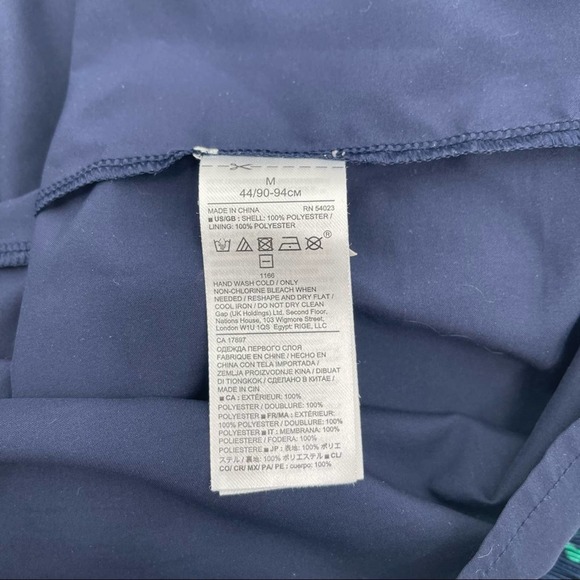 M
44/90-94см
MADE IN CHINA RN 54023
■ US/GB : SHELL: 100% POLYESTER /
LINING: 100% POLYESTER
®
1166
HAND WASH COLD / ONLY
NON-CHLORINE BLEACH WHEN
NEEDED / RESHAPE AND DRY FLAT /
COOL IRON / DO NOT DRY CLEAN
Gap (UK Holdings) Ltd. Second Floor,
Nations House, 103 Wigmore Street,
London W1U 1QS Egypt: RIGE, LLC
CA 17897
ОДЕЖДА ПЕРВОГО СЛОЯ
FABRIQUE EN CHINE / HECHO EN
CHINA CON TELA IMPORTADA /
ZEMLJA PROIZVODNJE KINA / DIBUAT
DI TIONGKOK / СДЕЛАНО В КИТАЕ /
MADE IN CIN
■ CA : EXTÉRIEUR: 100%
POLYESTER / DOUBLURE: 100%
POLYESTER ■ FR/MA : EXTÉRIEUR:
100% POLYESTER / DOUBLURE: 100%
POLYESTER ■ IT : MEMBRANA: 100%
POLIESTERE / FODERA: 100%
POLIESTERE ■ JP : 表地: 100% ポリエ
ステル / 裏地: 100% ポリエステル ■ CL/
CO/ CR/ MX/ PA/ PE : cuerpo: 100%